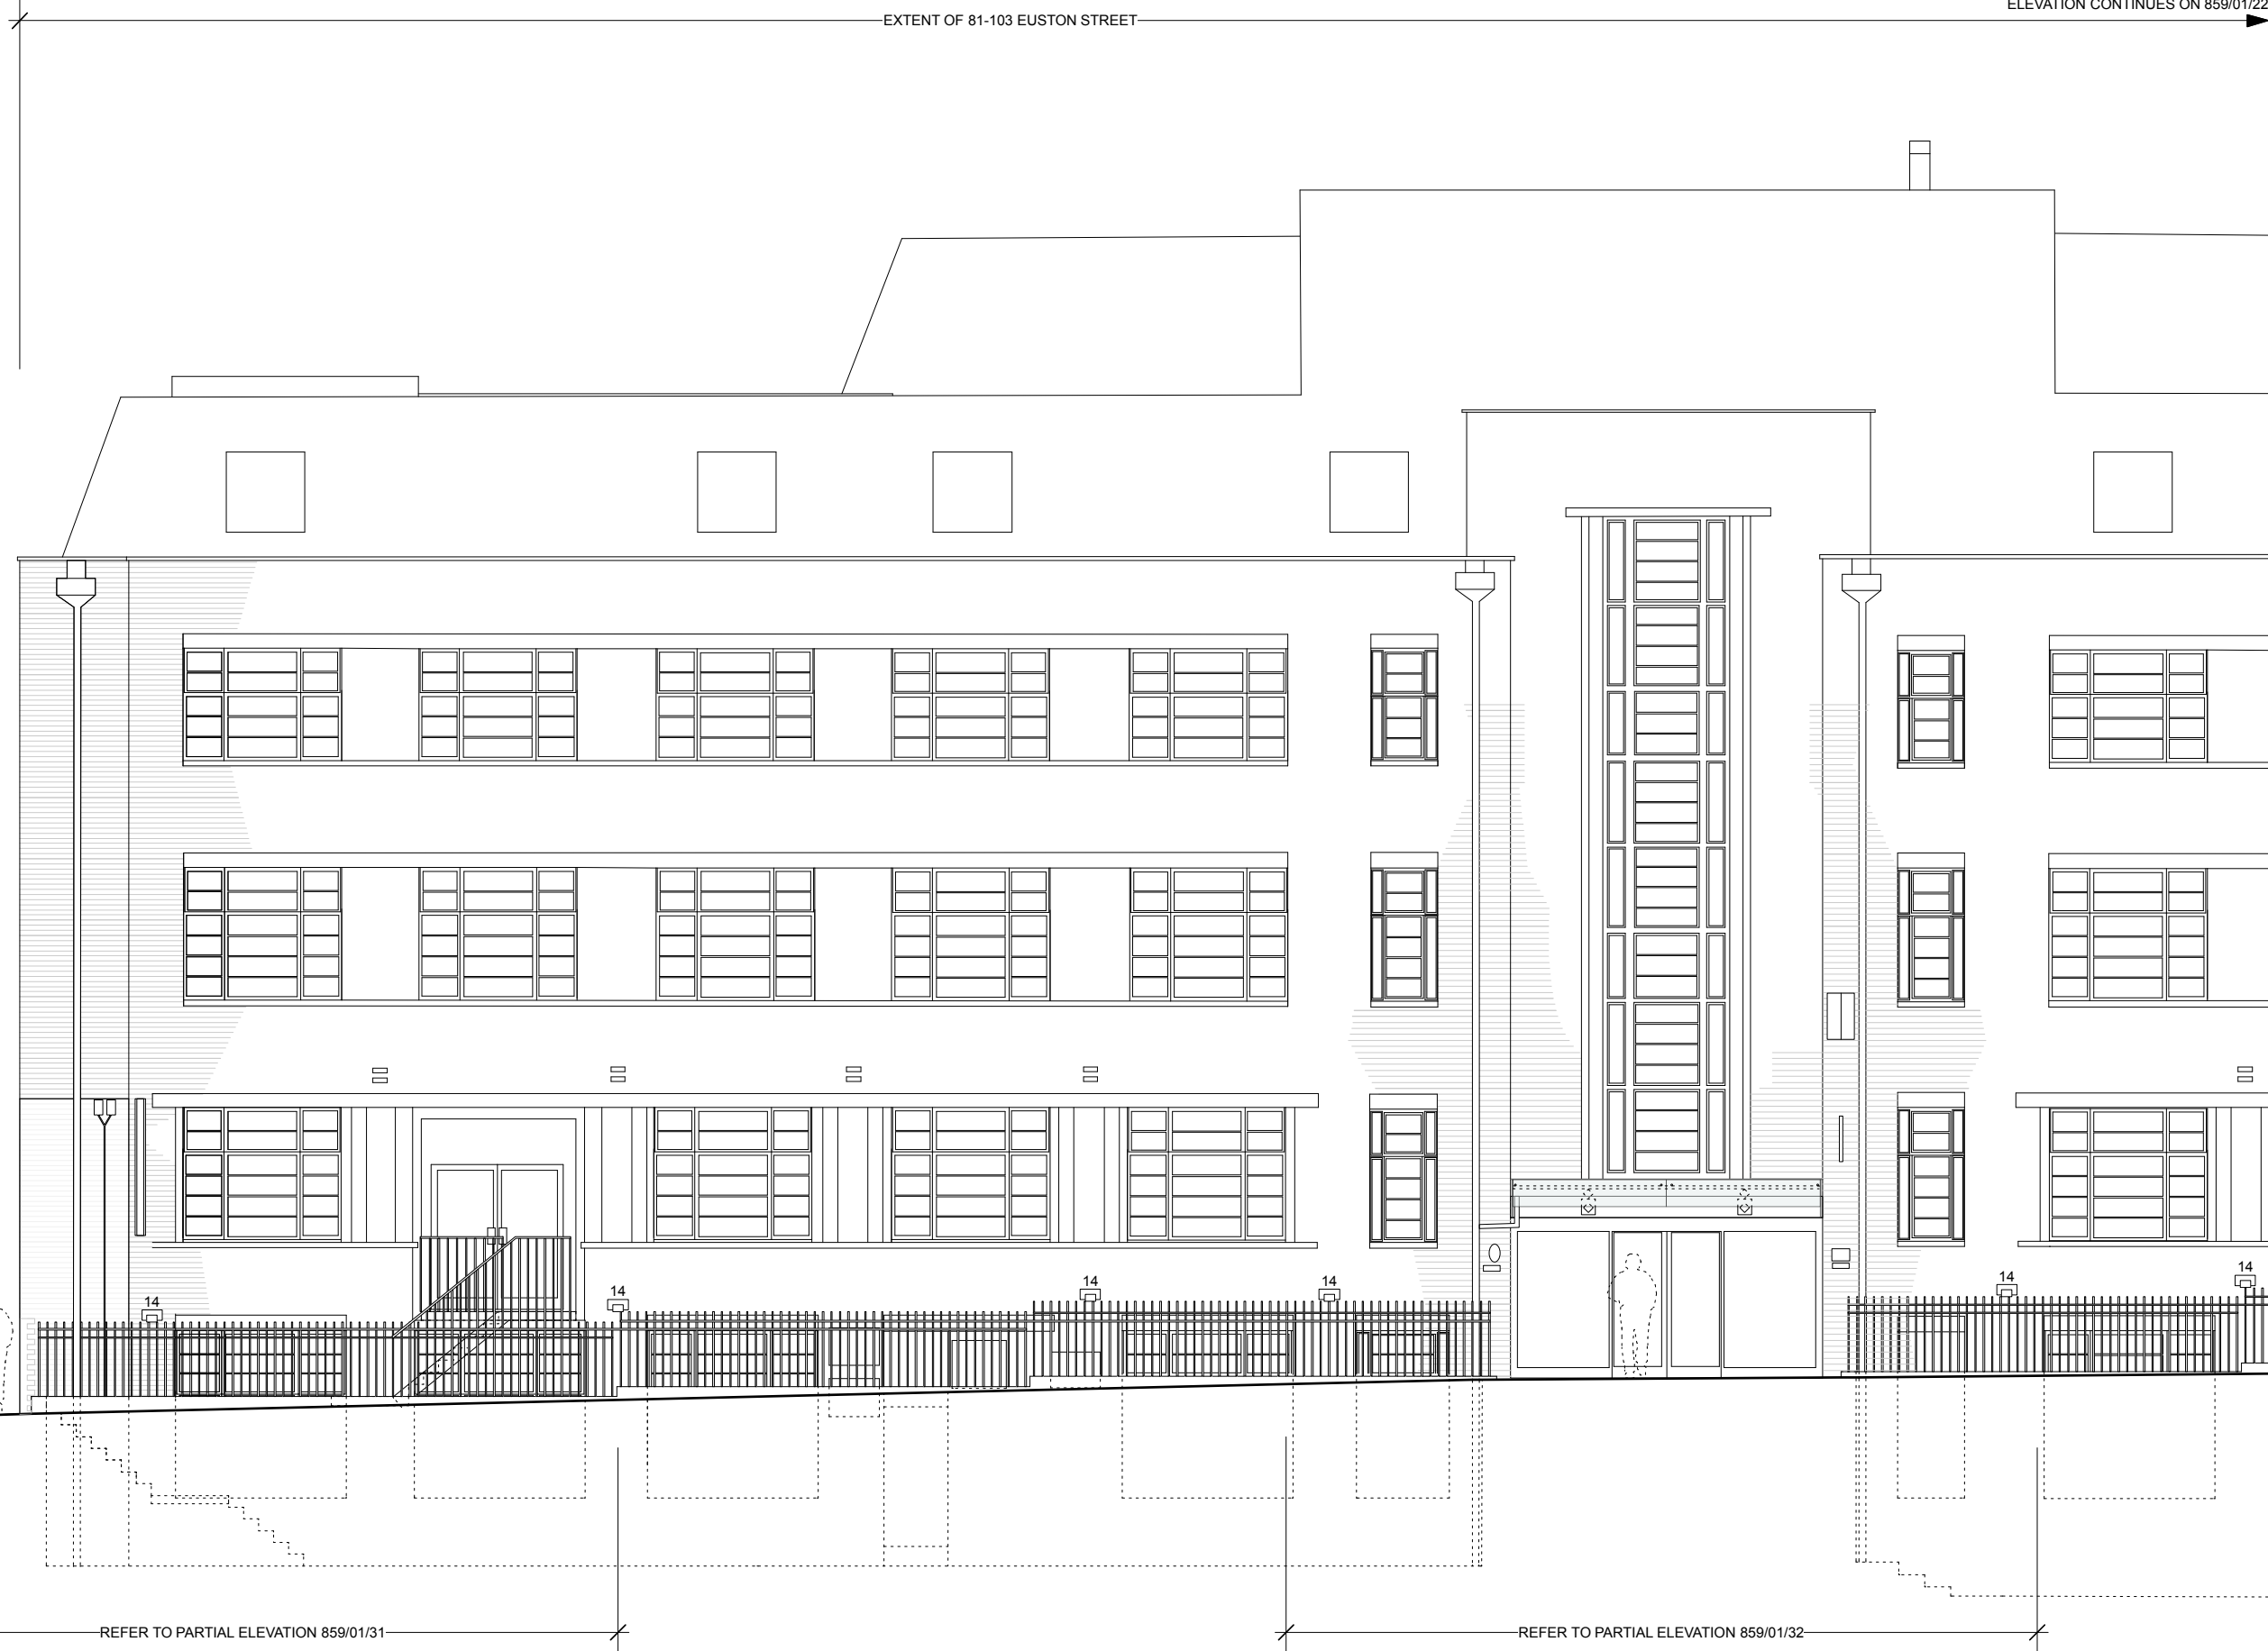 ELEVATION CONTINUES ON 859/01/22
EXTENT OF 81-103 EUSTON STREET
14
14
14
14
14
14
REFER TO PARTIAL ELEVATION 859/01/31
REFER TO PARTIAL ELEVATION 859/01/32